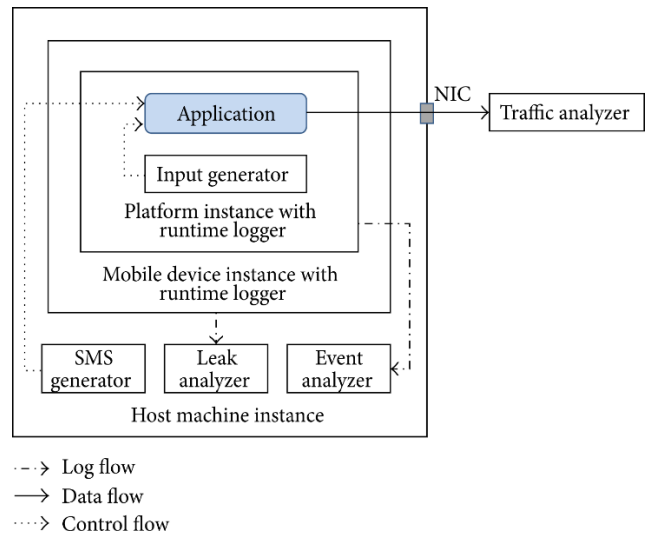 NIC
Application
Traffic analyzer
Input generator
Platform instance with
runtime logger
Mobile device instance with
runtime logger
SMS
generator
Leak
analyzer
Event
analyzer
Host machine instance
Log flow
Data flow
Control flow